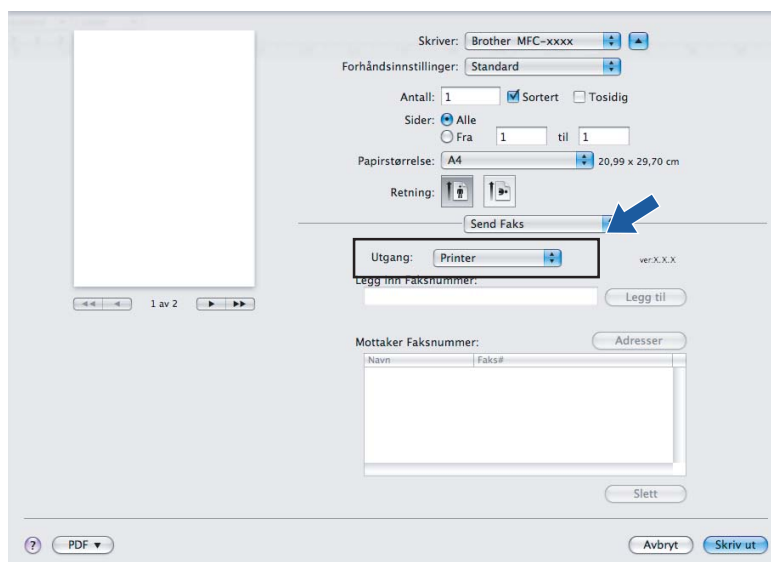 Skriver: Brother MFC-xxxx
Forhåndsinnstillinger: Standard
Antall: 1 Sortert Tosidig
Sider: Alle
Fra 1 til 1
Papirstørrelse: A4 20,99 x 29,70 cm
Retning:
Send Faks
Utgang: Printer ver.X.X.X
Legg inn Faksnummer:
1 av 2
Legg til
Mottaker Faksnummer: Adresser
Navn Faks#
Slett
? PDF Avbryt Skriv ut